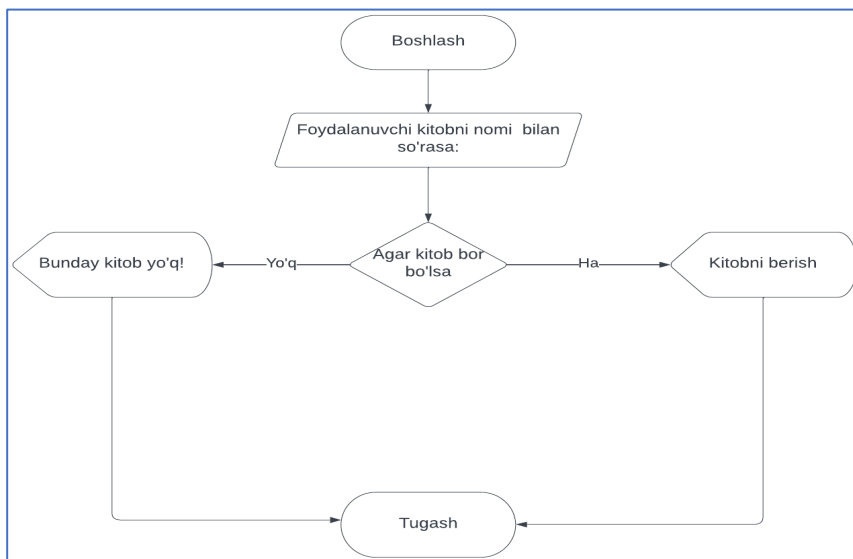 Boshlash
Foydalanuvchi kitobni nomi bilan
so'rasa:
Agar kitob bor
bo'lsa
Yo'q
Ha
Bunday kitob yo'q!
Kitobni berish
Tugash